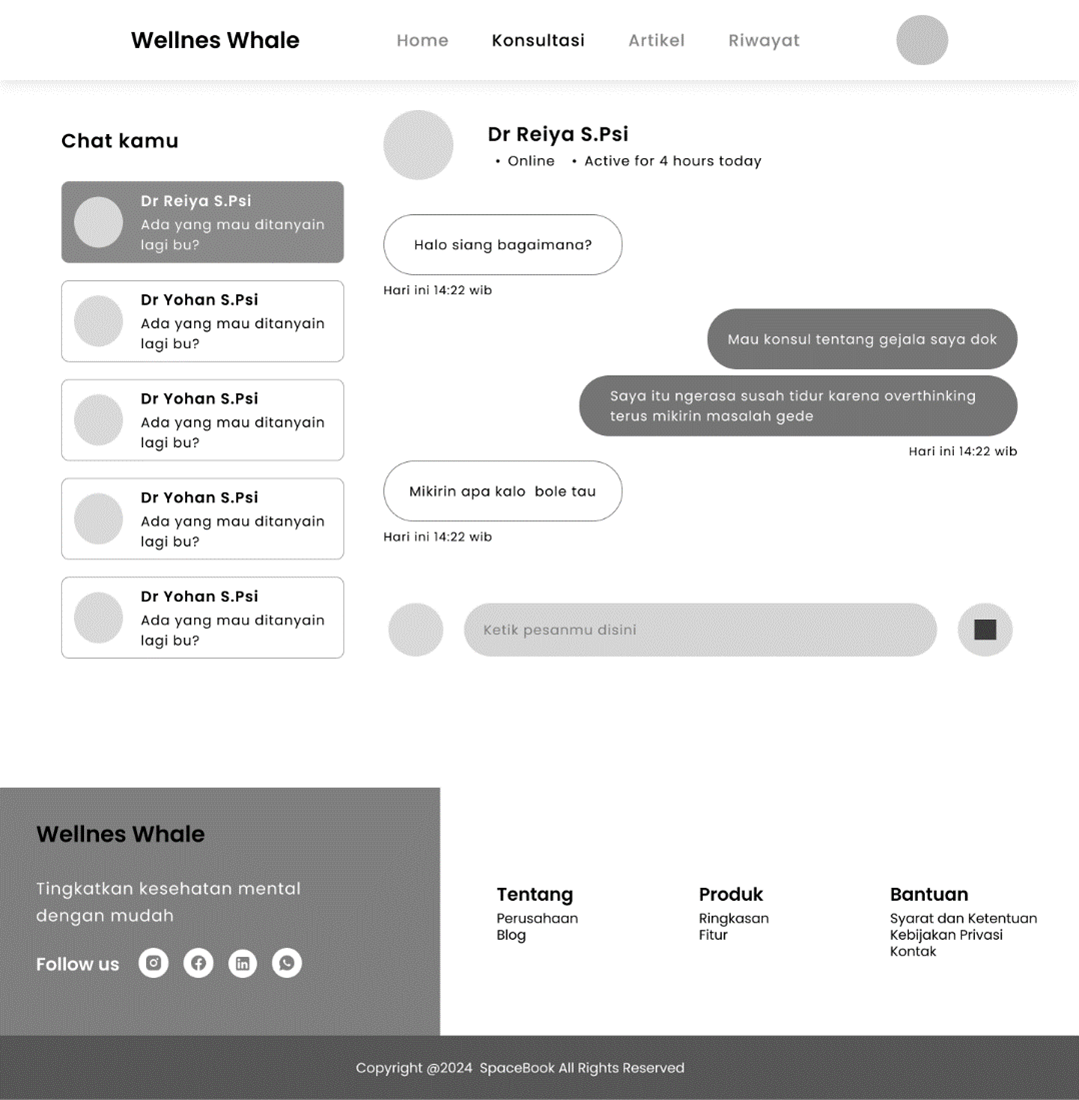 Wellnes Whale
Home
Konsultasi
Artikel
Riwayat
Chat kamu
Dr Reiya S.Psi
Ada yang mau ditanyain
lagi bu?
Dr Yohan S.Psi
Ada yang mau ditanyain
lagi bu?
Dr Yohan S.Psi
Ada yang mau ditanyain
lagi bu?
Dr Yohan S.Psi
Ada yang mau ditanyain
lagi bu?
Dr Yohan S.Psi
Ada yang mau ditanyain
lagi bu?
Dr Reiya S.Psi
• Online • Active for 4 hours today
Halo siang bagaimana?
Hari ini 14:22 wib
Mau konsul tentang gejala saya dok
Saya itu ngerasa susah tidur karena overthinking
terus mikirin masalah gede
Hari ini 14:22 wib
Mikirin apa kalo bole tau
Hari ini 14:22 wib
Ketik pesanmu disini
Wellnes Whale
Tingkatkan kesehatan mental
dengan mudah
Follow us
Tentang
Perusahaan
Blog
Produk
Ringkasan
Fitur
Bantuan
Syarat dan Ketentuan
Kebijakan Privasi
Kontak
Copyright @2024 SpaceBook All Rights Reserved